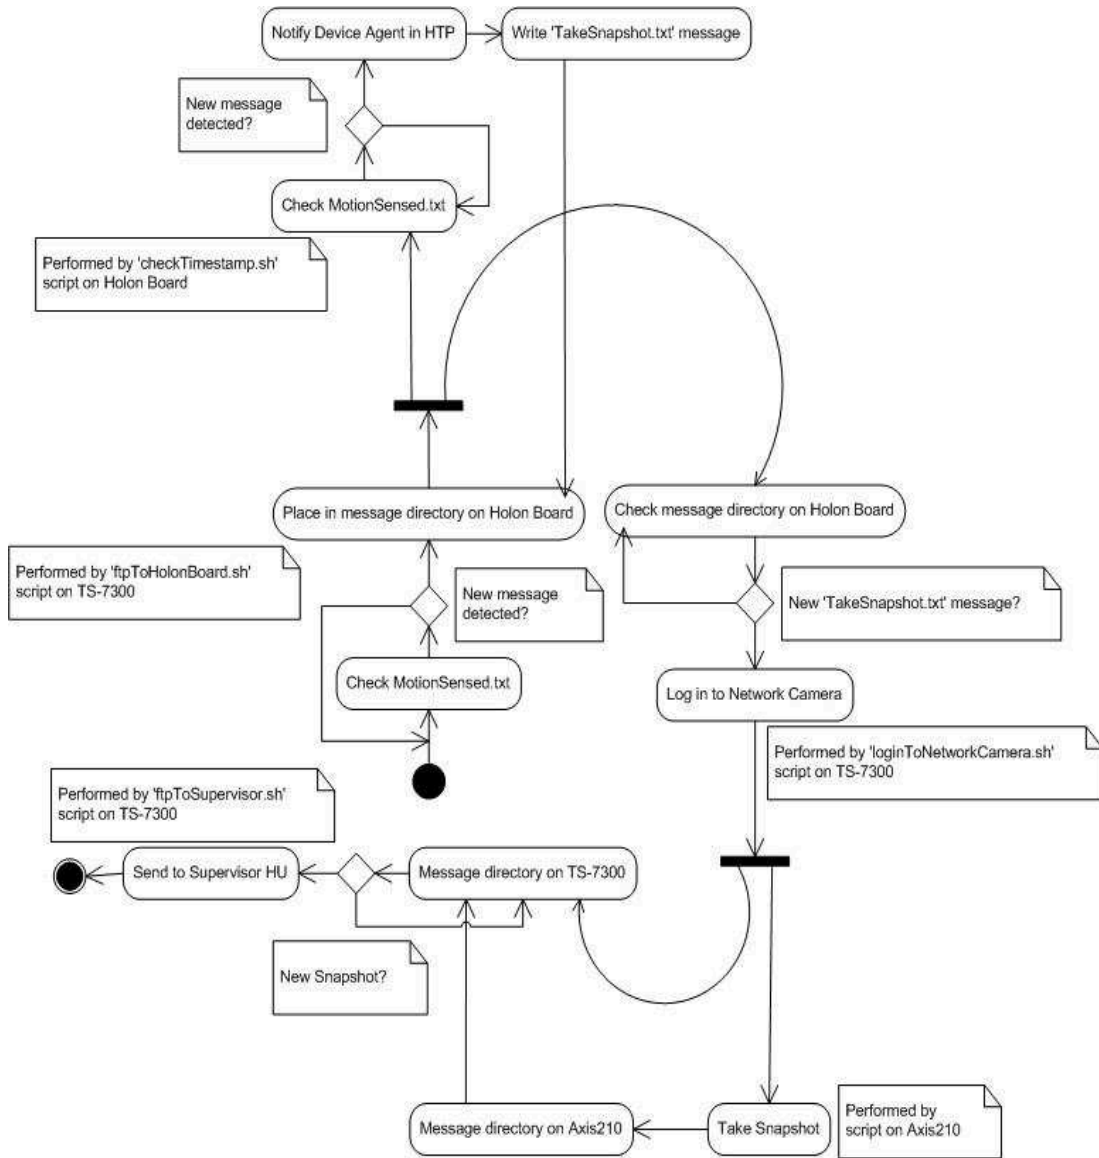 Notify Device Agent in HTP
Write 'TakeSnapshot.txt' message
New message
detected?
Check MotionSensed.txt
Performed by 'checkTimestamp.sh'
script on Holon Board
Place in message directory on Holon Board
Check message directory on Holon Board
Performed by 'ftpToHolonBoard.sh'
script on TS-7300
New message
detected?
New 'TakeSnapshot.txt' message?
Check MotionSensed.txt
Log in to Network Camera
Performed by 'loginToNetworkCamera.sh'
script on TS-7300
Performed by 'ftpToSupervisor.sh'
script on TS-7300
Send to Supervisor HU
Message directory on TS-7300
New Snapshot?
Message directory on Axis210
Take Snapshot
Performed by
script on Axis210